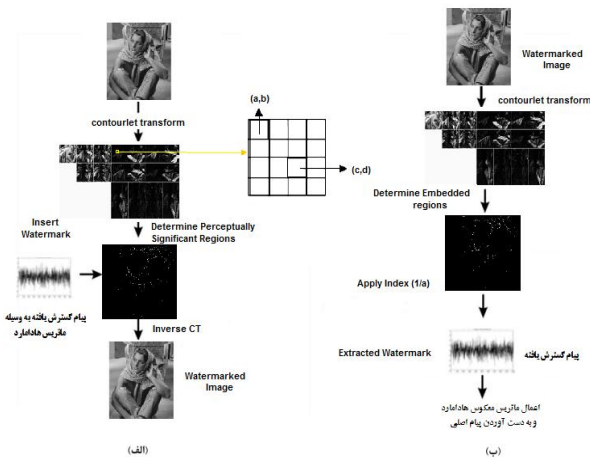 contourlet transform
(a,b)
(c,d)
Determine Perceptually
Significant Regions
Insert
Watermark
پیام گسترش یافته به وسیله
ماتریس هادامارد
Inverse CT
Watermarked
Image
(الف)
Watermarked
Image
contourlet transform
Determine Embedded
regions
Apply Index (1/a)
Extracted Watermark
پیام گسترش یافته
اعمال ماتریس معکوس هادامارد
و به دست آوردن پیام اصلی
(ب)